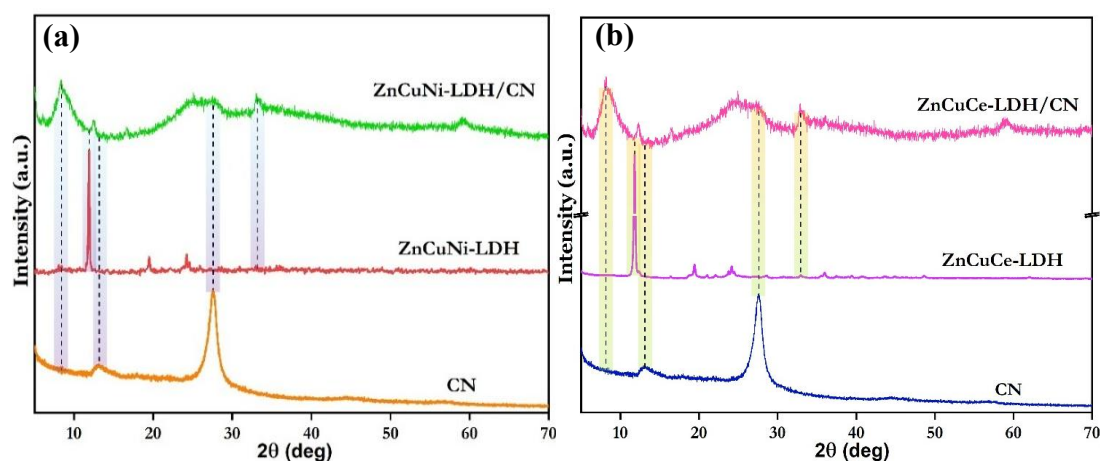 (a)
ZnCuNi-LDH/CN
ZnCuNi-LDH
CN
Intensity (a.u.)
10 20 30 40 50 60 70
2θ (deg)
(b)
ZnCuCe-LDH/CN
ZnCuCe-LDH
CN
Intensity (a.u.)
10 20 30 40 50 60 70
2θ (deg)